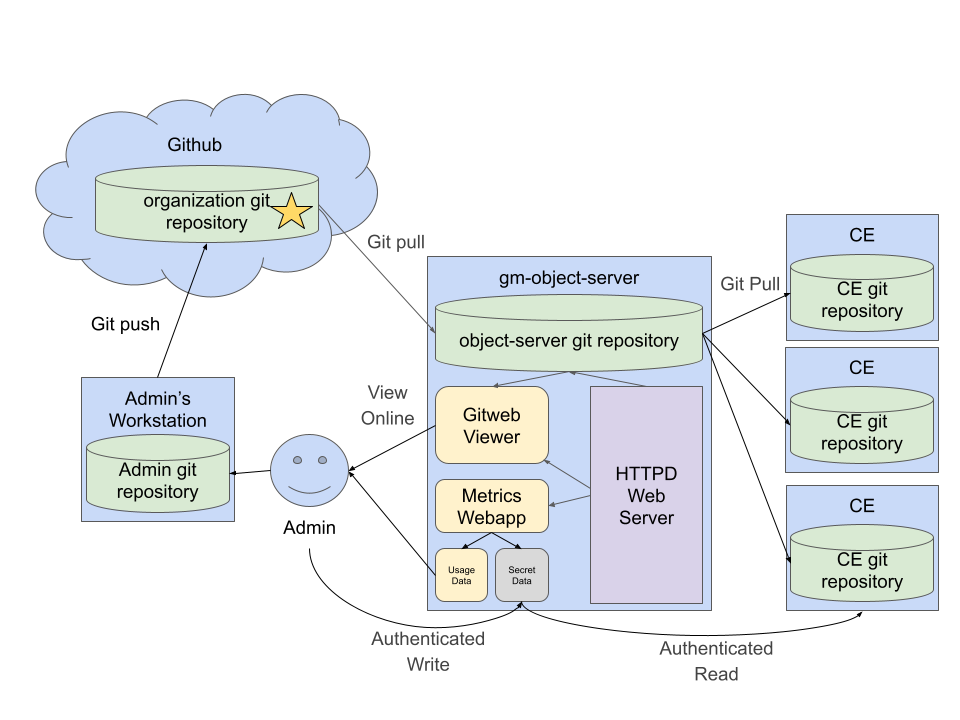 Github
organization git
repository
Git pull
Git push
Admin's
Workstation
Admin git
repository
Admin
View
Online
gm-object-server
object-server git repository
Gitweb
Viewer
Metrics
Webapp
Usage
Data
Secret
Data
HTTPD
Web
Server
Git Pull
CE
CE git
repository
CE
CE git
repository
CE
CE git
repository
Authenticated
Write
Authenticated
Read